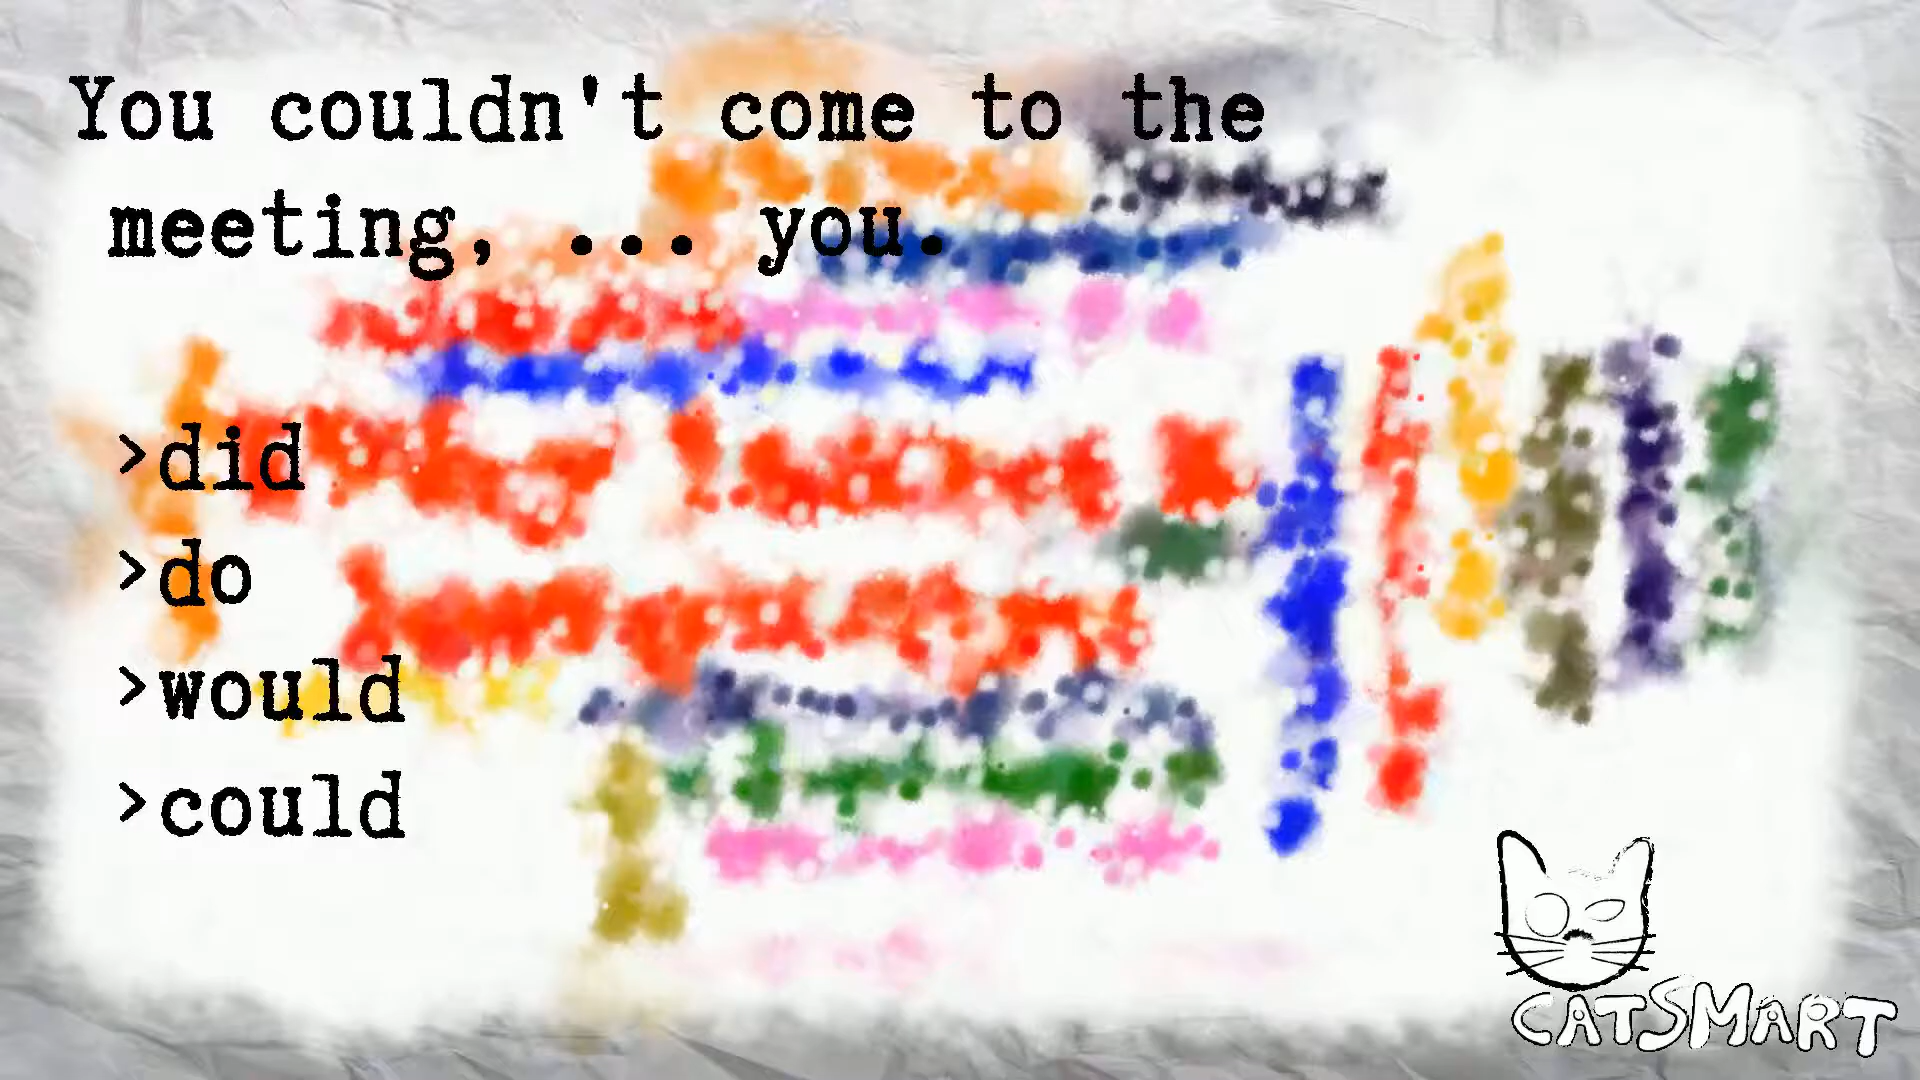 You couldn't come to the
meeting, ... you.
>did
>do
>would
>could
CATSMART